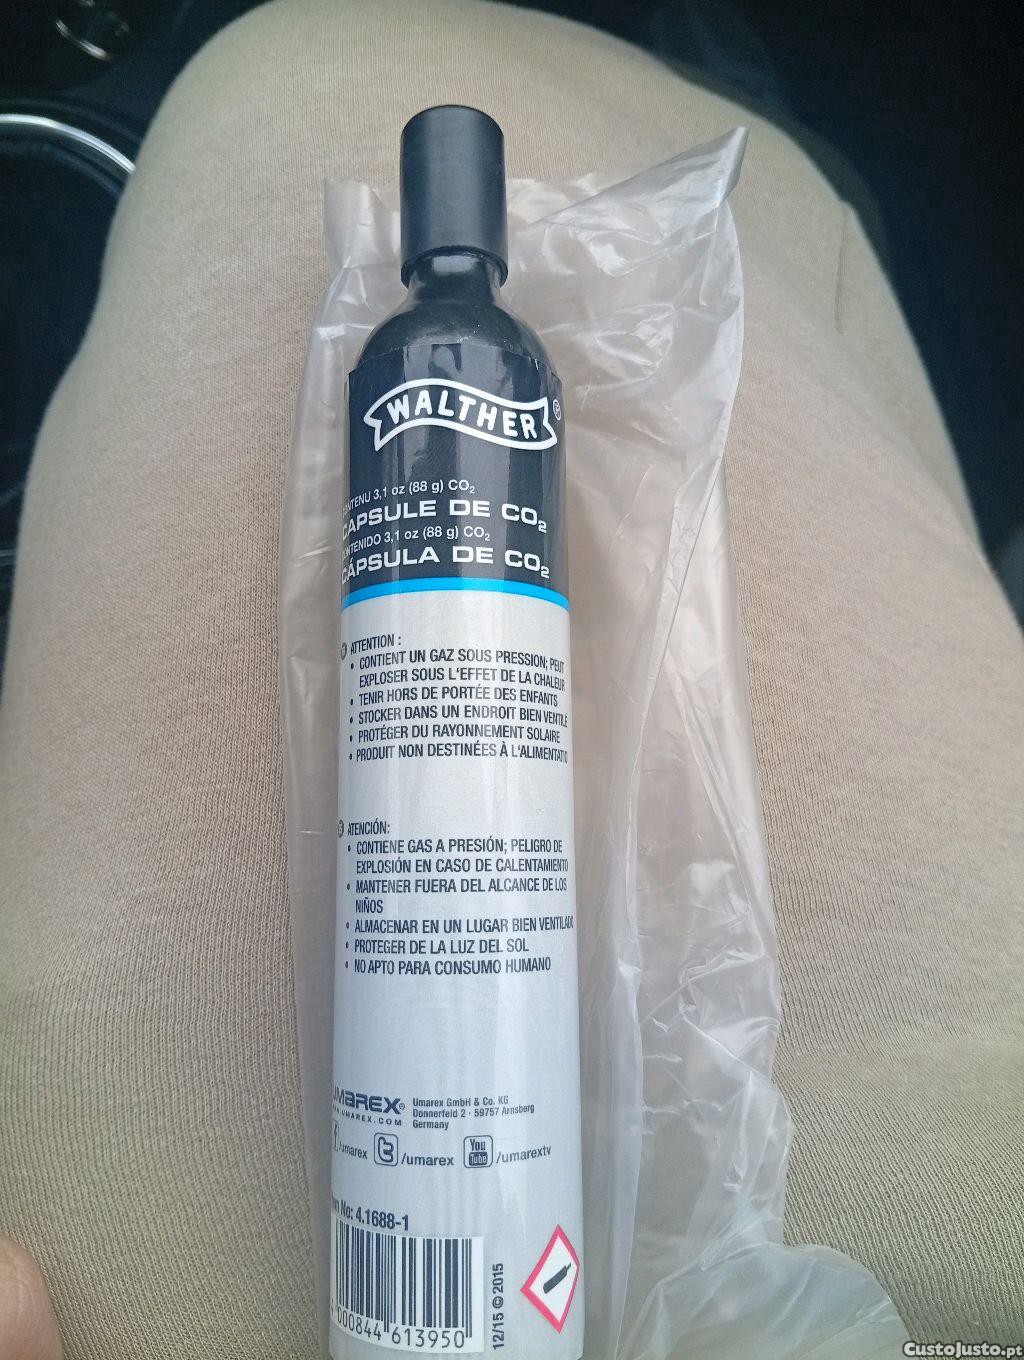 WALTHER®
3,1 oz (88 g) CO₂
CAPSULE DE CO₂
CONTENIDO 3,1 oz (88 g) CO₂
CÁPSULA DE CO₂
ATTENTION :
• CONTIENT UN GAZ SOUS PRESSION; PEUT
EXPLOSER SOUS L'EFFET DE LA CHALEUR
• TENIR HORS DE PORTÉE DES ENFANTS
• STOCKER DANS UN ENDROIT BIEN VENTILÉ
• PROTÉGER DU RAYONNEMENT SOLAIRE
• PRODUIT NON DESTINÉES À L'ALIMENTATIO
ATENCIÓN:
• CONTIENE GAS A PRESIÓN; PELIGRO DE
EXPLOSIÓN EN CASO DE CALENTAMIENTO
• MANTENER FUERA DEL ALCANCE DE LOS
NIÑOS
• ALMACENAR EN UN LUGAR BIEN VENTILADO
• PROTEGER DE LA LUZ DEL SOL
• NO APTO PARA CONSUMO HUMANO
UMAREX®
WWW.UMAREX.COM
Umarex GmbH & Co. KG
Donnerfeld 2 - 59757 Arnsberg
Germany
/umarex
/umarex
You Tube /umarextv
No: 4.1688-1
000844 613950
12/15 © 2015
CustoJusto.pt